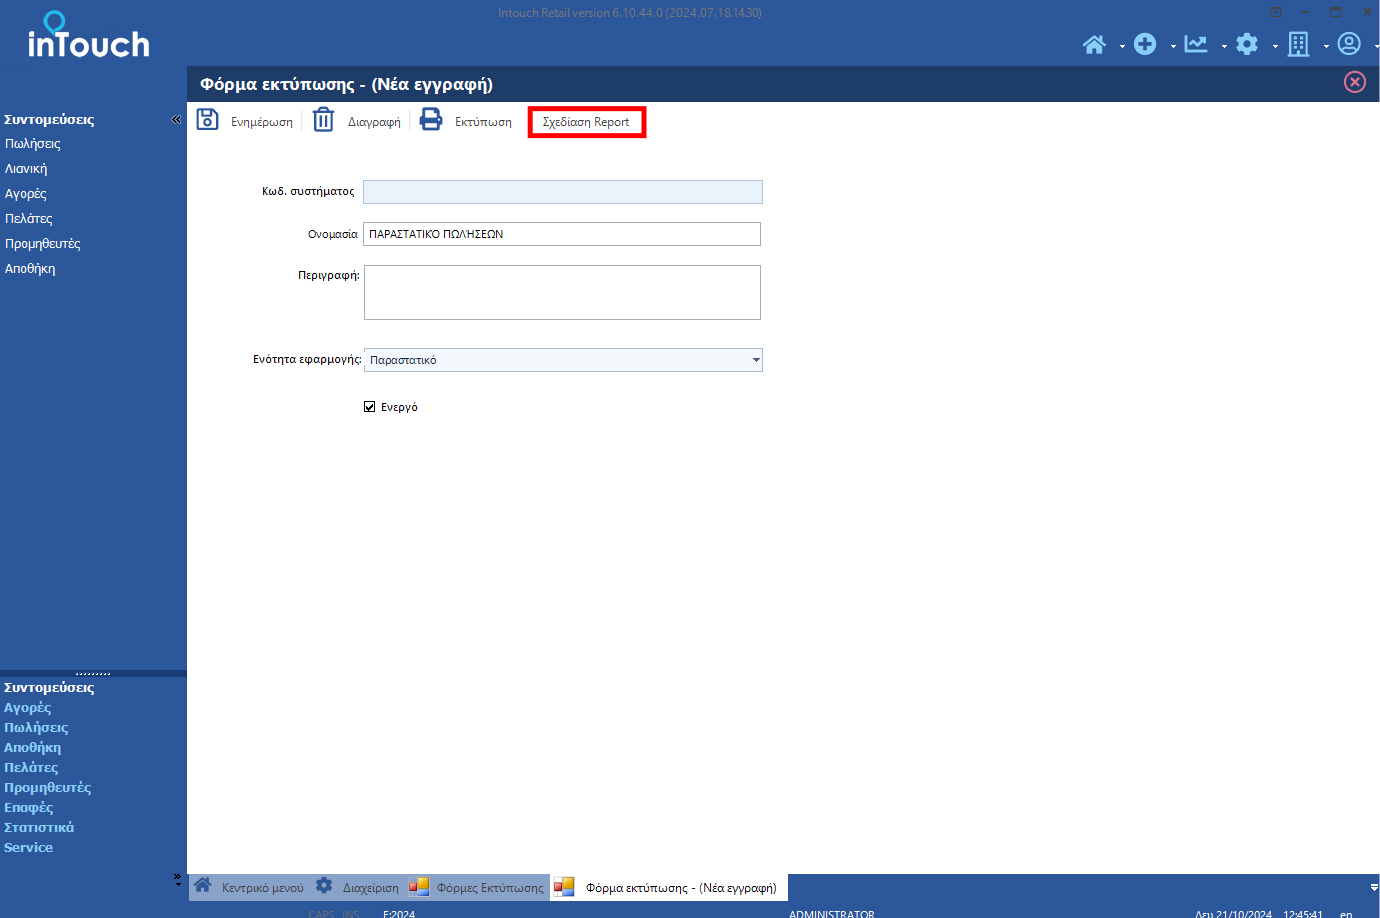 Intouch Retail version 6.10.44.0 (2024.07.18.1430)
inTouch
Φόρμα εκτύπωσης - (Νέα εγγραφή)
Ενημέρωση Διαγραφή Εκτύπωση Σχεδίαση Report
Συντομεύσεις «
Πωλήσεις
Λιανική
Αγορές
Πελάτες
Προμηθευτές
Αποθήκη
Κωδ. συστήματος
Ονομασία ΠΑΡΑΣΤΑΤΙΚΌ ΠΩΛΉΣΕΩΝ
Περιγραφή:
Ενότητα εφαρμογής: Παραστατικό
Ενεργό
Συντομεύσεις
Αγορές
Πωλήσεις
Αποθήκη
Πελάτες
Προμηθευτές
Επαφές
Στατιστικά
Service
Κεντρικό μενού Διαχείριση Φόρμες Εκτύπωσης Φόρμα εκτύπωσης - (Νέα εγγραφή)
CAPS INS F:2024 ADMINISTRATOR Δευ 21/10/2024 12:45:41 en